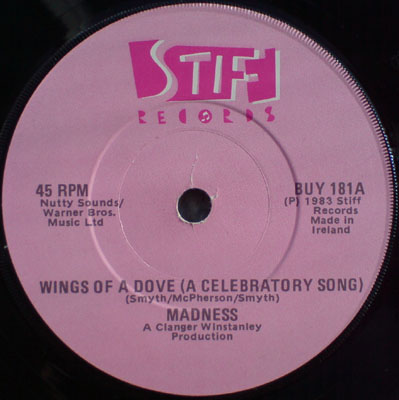 STIFF
RECORDS
45 RPM
Nutty Sounds/
Warner Bros.
Music Ltd
BUY 181A
(P) 1983 Stiff
Records
Made in
Ireland
WINGS OF A DOVE (A CELEBRATORY SONG)
(Smyth/McPherson/Smyth)
MADNESS
A Clanger Winstanley
Production